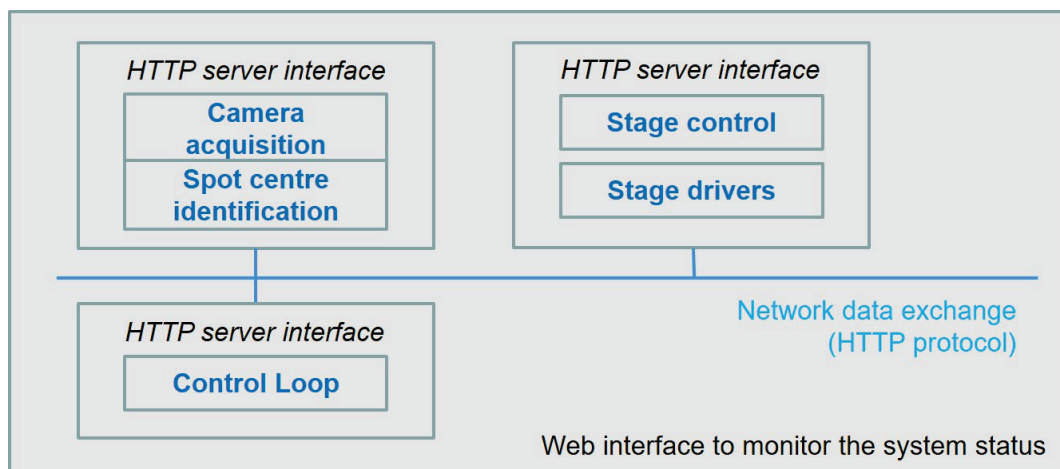 HTTP server interface
Camera
acquisition
Spot centre
identification
HTTP server interface
Stage control
Stage drivers
HTTP server interface
Control Loop
Network data exchange
(HTTP protocol)
Web interface to monitor the system status